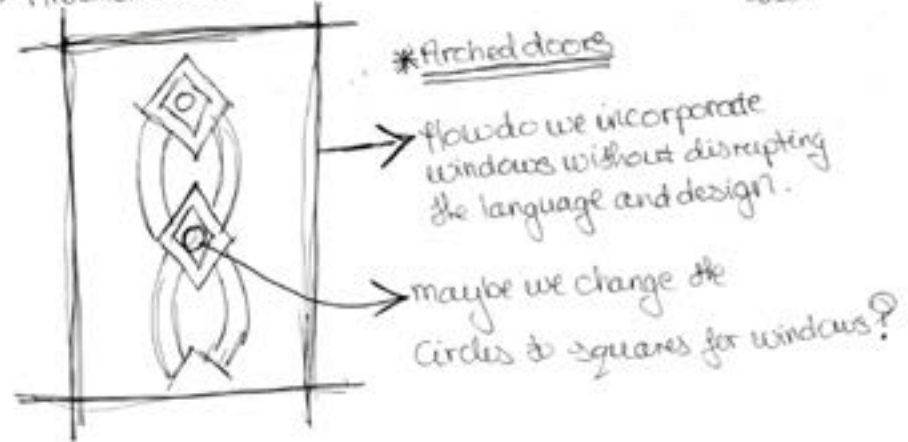 *Arched doors
How do we incorporate
windows without disrupting
the language and design.
maybe we change the
Circles to squares for windows?